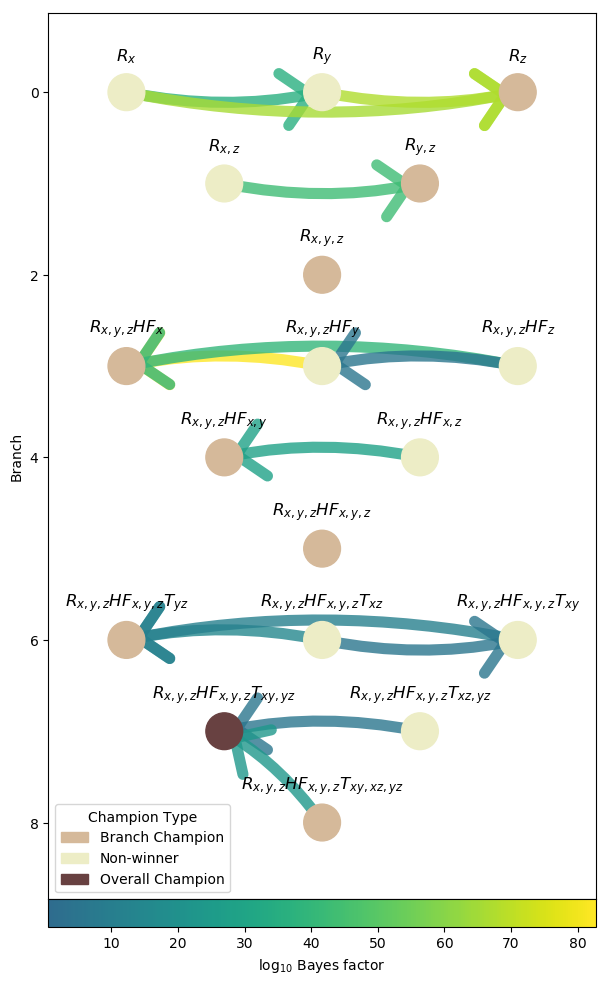 R_x R_y R_z
0
R_{x,z} R_{y,z}
R_{x,y,z}
2
R_{x,y,z}HF_x R_{x,y,z}HF_y R_{x,y,z}HF_z
R_{x,y,z}HF_{x,y} R_{x,y,z}HF_{x,z}
4
Branch
R_{x,y,z}HF_{x,y,z}
R_{x,y,z}HF_{x,y,z}T_{yz} R_{x,y,z}HF_{x,y,z}T_{xz} R_{x,y,z}HF_{x,y,z}T_{xy}
6
R_{x,y,z}HF_{x,y,z}T_{xy,yz} R_{x,y,z}HF_{x,y,z}T_{xz,yz}
R_{x,y,z}HF_{x,y,z}T_{xy,xz,yz}
8
Champion Type
Branch Champion
Non-winner
Overall Champion
10 20 30 40 50 60 70 80
log_{10} Bayes factor